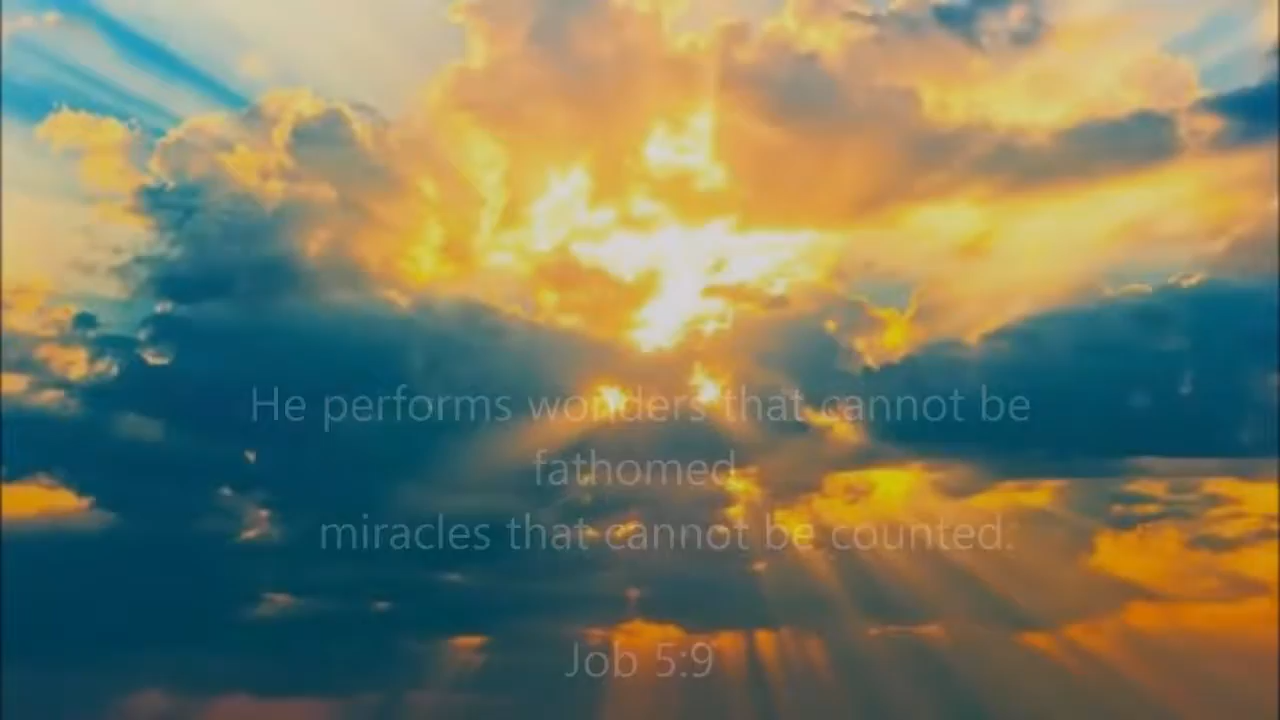 He performs wonders that cannot be
fathomed
miracles that cannot be counted.
Job 5:9